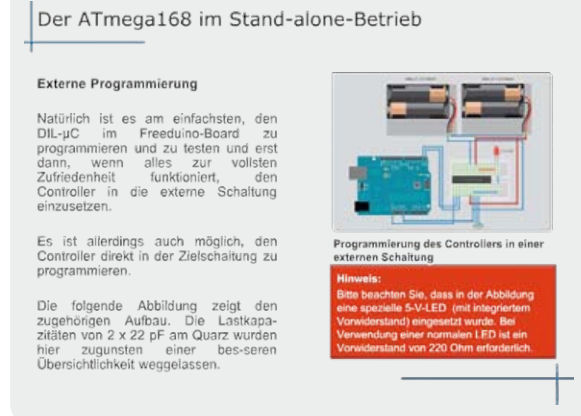 Der ATmega168 im Stand-alone-Betrieb
Externe Programmierung
Natürlich ist es am einfachsten, den
DIL-µC im Freeduino-Board zu
programmieren und zu testen und erst
dann, wenn alles zur vollsten
Zufriedenheit funktioniert, den
Controller in die externe Schaltung
einzusetzen.
Es ist allerdings auch möglich, den
Controller direkt in der Zielschaltung zu
programmieren.
Die folgende Abbildung zeigt den
zugehörigen Aufbau. Die Lastkapa-
zitäten von 2 x 22 pF am Quarz wurden
hier zugunsten einer bes-seren
Übersichtlichkeit weggelassen.
Programmierung des Controllers in einer
externen Schaltung
Hinweis:
Bitte beachten Sie, dass in der Abbildung
eine spezielle 5-V-LED (mit integriertem
Vorwiderstand) eingesetzt wurde. Bei
Verwendung einer normalen LED ist ein
Vorwiderstand von 220 Ohm erforderlich.